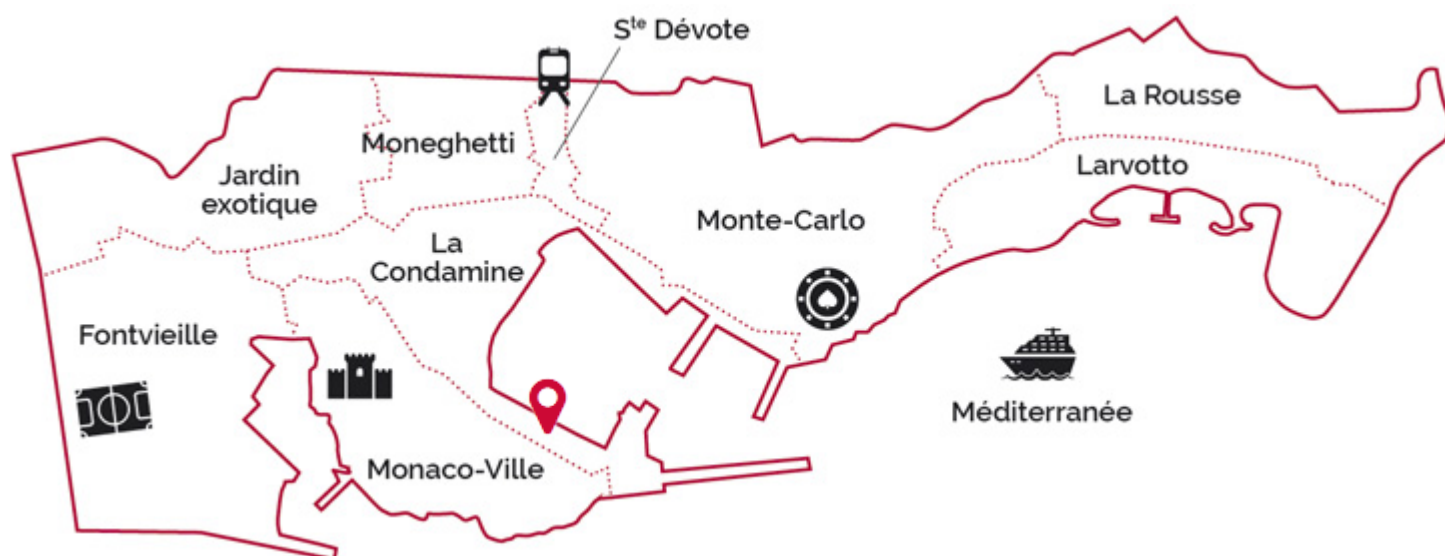 Sᵗᵉ Dévote
La Rousse
Moneghetti
Larvotto
Jardin
exotique
Monte-Carlo
La
Condamine
Fontvieille
Méditerranée
Monaco-Ville